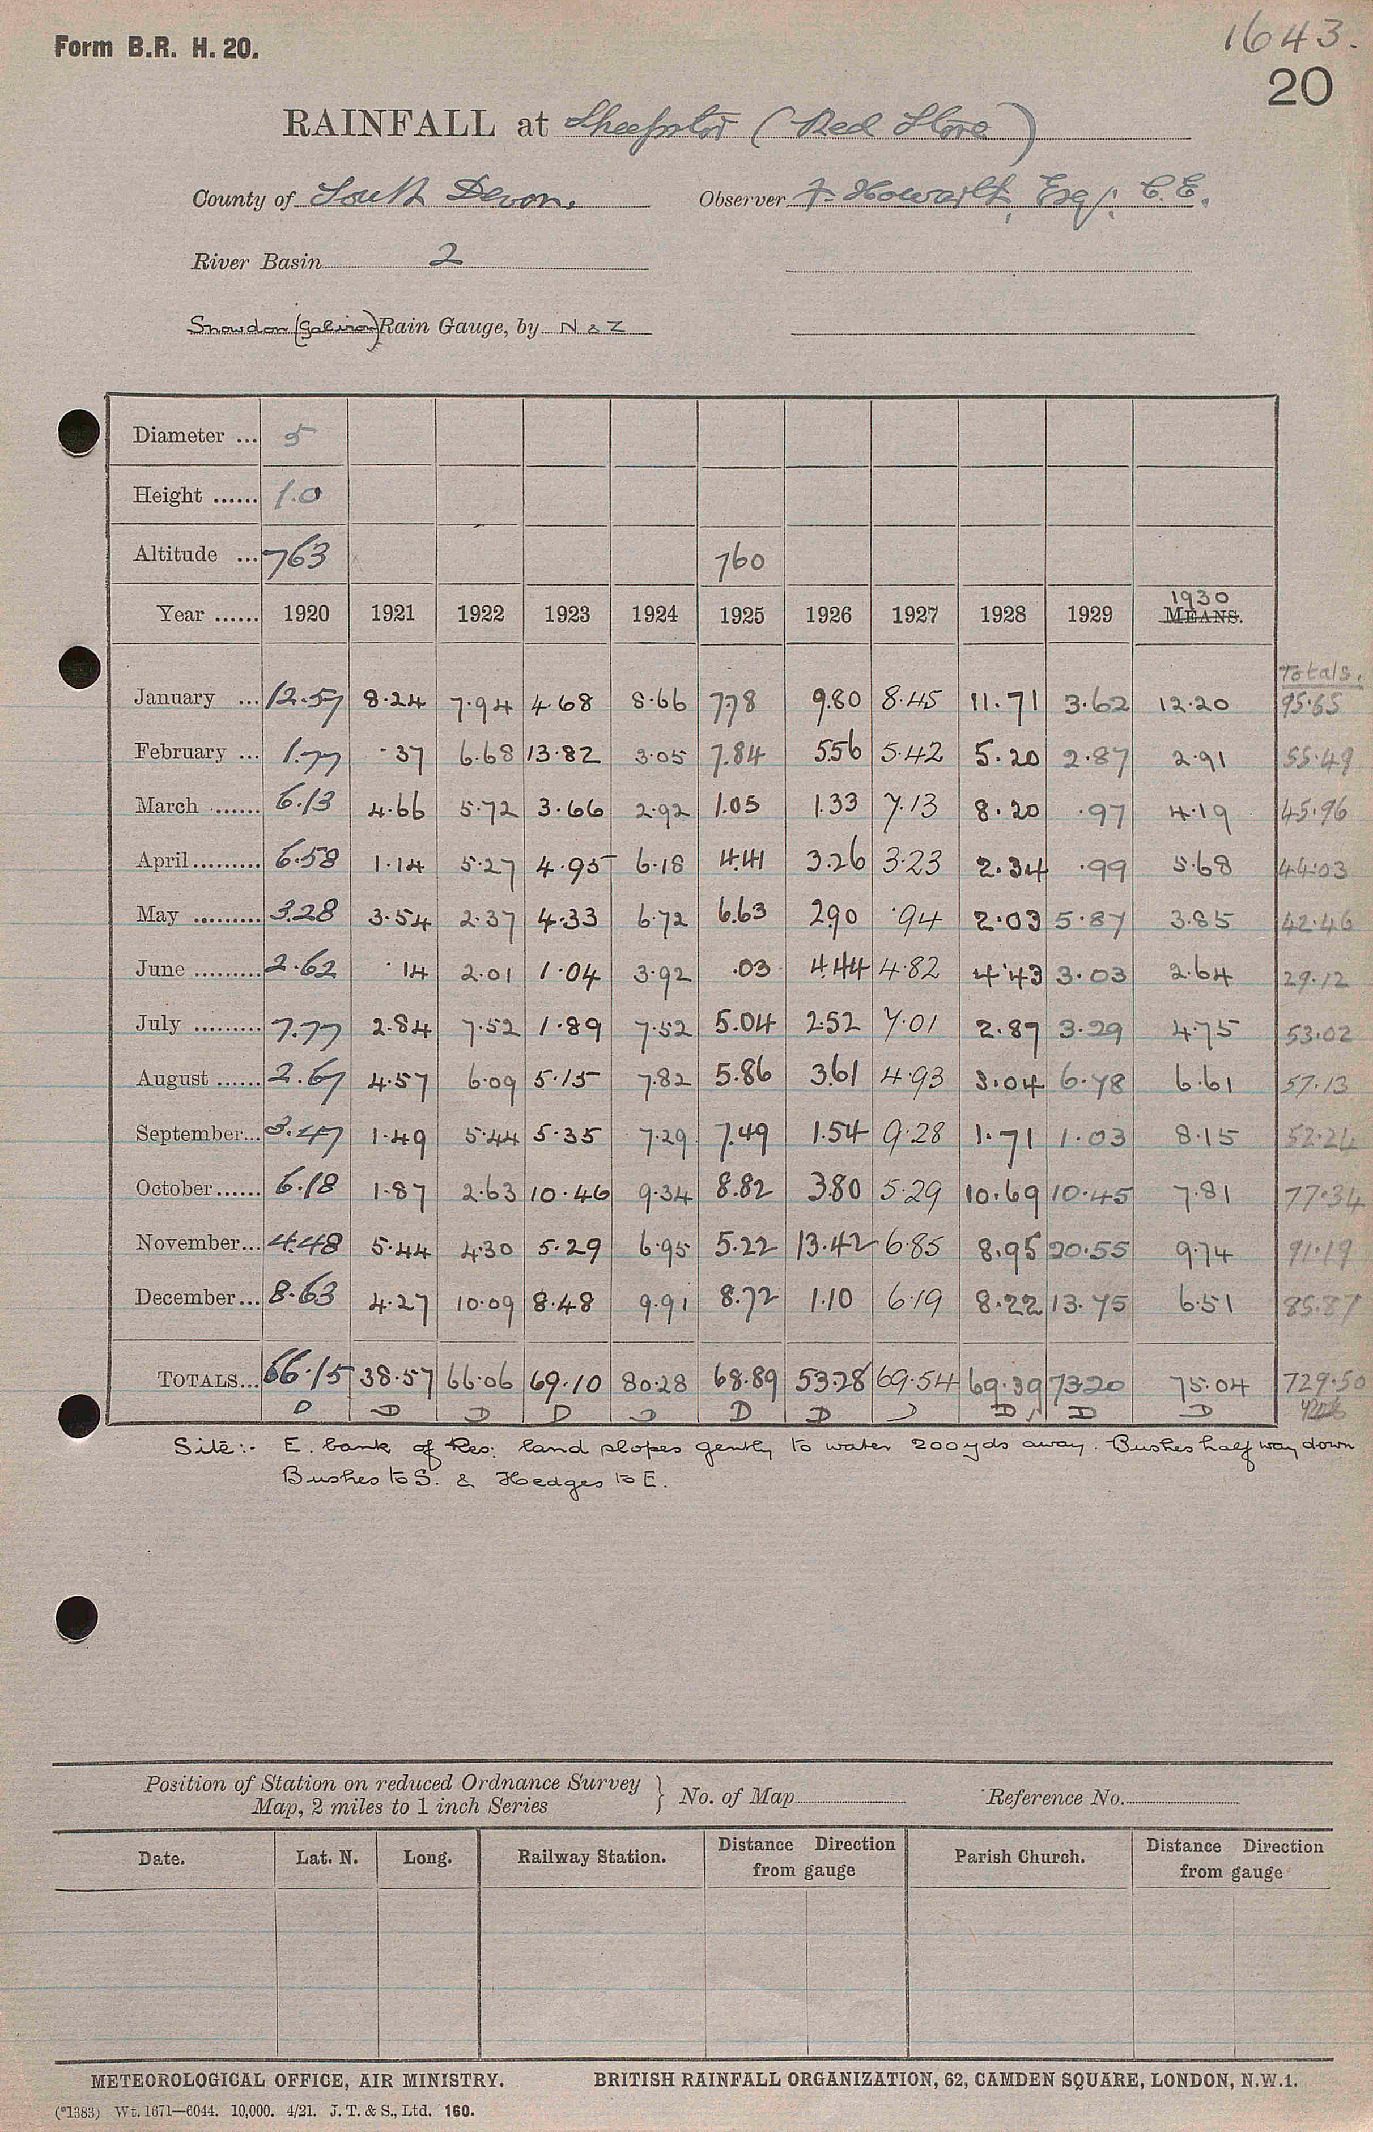 1643.
Form B.R. H. 20.
20
RAINFALL at Sheepstor (Red Stone)
County of South Devon. Observer F. Howarth, Esq., C.E.
River Basin 2
Snowdon (Galv iron) Rain Gauge, by N & Z
Diameter ... 5
Height ...... 1.0
Altitude ... 763 760
Year ...... 1920 1921 1922 1923 1924 1925 1926 1927 1928 1929 1930 MEANS.
Totals.
January ... 12.57 8.24 7.94 4.68 8.66 7.78 9.80 8.45 11.71 3.62 12.20 95.65
February ... 1.77 .37 6.68 13.82 3.05 7.84 5.56 5.42 5.20 2.87 2.91 55.49
March ...... 6.13 4.66 5.72 3.66 2.92 1.05 1.33 7.13 8.20 .97 4.19 45.96
April......... 6.58 1.14 5.27 4.95 6.18 4.41 3.26 3.23 2.34 .99 5.68 44.03
May ......... 3.28 3.54 2.37 4.33 6.72 6.63 2.90 .94 2.03 5.87 3.85 42.46
June ......... 2.62 .14 2.01 1.04 3.92 .03 4.44 4.82 4.43 3.03 2.64 29.12
July ......... 7.77 2.84 7.52 1.89 7.52 5.04 2.52 7.01 2.87 3.29 4.75 53.02
August ...... 2.67 4.57 6.09 5.15 7.82 5.86 3.61 4.93 3.04 6.78 6.61 57.13
September... 3.47 1.49 5.44 5.35 7.29 7.49 1.54 9.28 1.71 1.03 8.15 52.24
October...... 6.18 1.87 2.63 10.46 9.34 8.82 3.80 5.29 10.69 10.45 7.81 77.34
November... 4.48 5.44 4.30 5.29 6.95 5.22 13.42 6.85 8.95 20.55 9.74 91.19
December... 8.63 4.27 10.09 8.48 9.91 8.72 1.10 6.19 8.22 13.75 6.51 85.87
TOTALS... 66.15 38.57 66.06 69.10 80.28 68.89 53.28 69.54 69.39 73.20 75.04 729.50
D D D D D D D D D D D
Site:- E. bank of Res: land slopes gently to water 200yds away. Bushes half way down
Bushes to S. & Hedges to E.
Position of Station on reduced Ordnance Survey
Map, 2 miles to 1 inch Series } No. of Map Reference No.
Date. Lat. N. Long. Railway Station. Distance Direction from gauge Parish Church. Distance Direction from gauge
METEOROLOGICAL OFFICE, AIR MINISTRY. BRITISH RAINFALL ORGANIZATION, 62, CAMDEN SQUARE, LONDON, N.W.1.
(*1383) Wt. 1671—6044. 10,000. 4/21. J. T. & S., Ltd. 160.